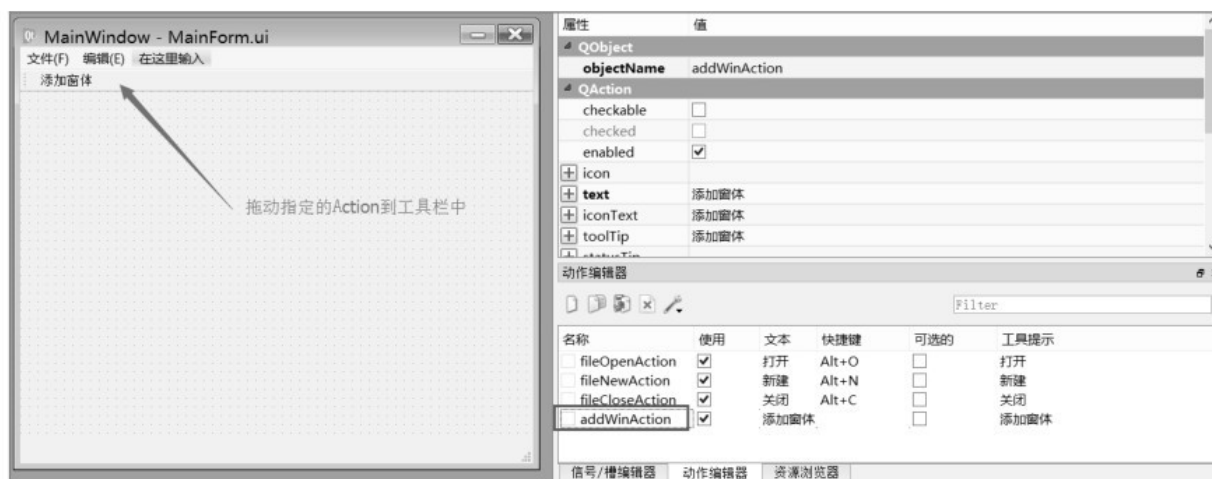 MainWindow - MainForm.ui
文件(F) 编辑(E) 在这里输入
添加窗体
拖动指定的Action到工具栏中
属性 值
QObject
objectName addWinAction
QAction
checkable
checked
enabled
icon
text 添加窗体
iconText 添加窗体
toolTip 添加窗体
statusTip
动作编辑器
Filter
名称 使用 文本 快捷键 可选的 工具提示
fileOpenAction 打开 Alt+O 打开
fileNewAction 新建 Alt+N 新建
fileCloseAction 关闭 Alt+C 关闭
addWinAction 添加窗体 添加窗体
信号/槽编辑器 动作编辑器 资源浏览器